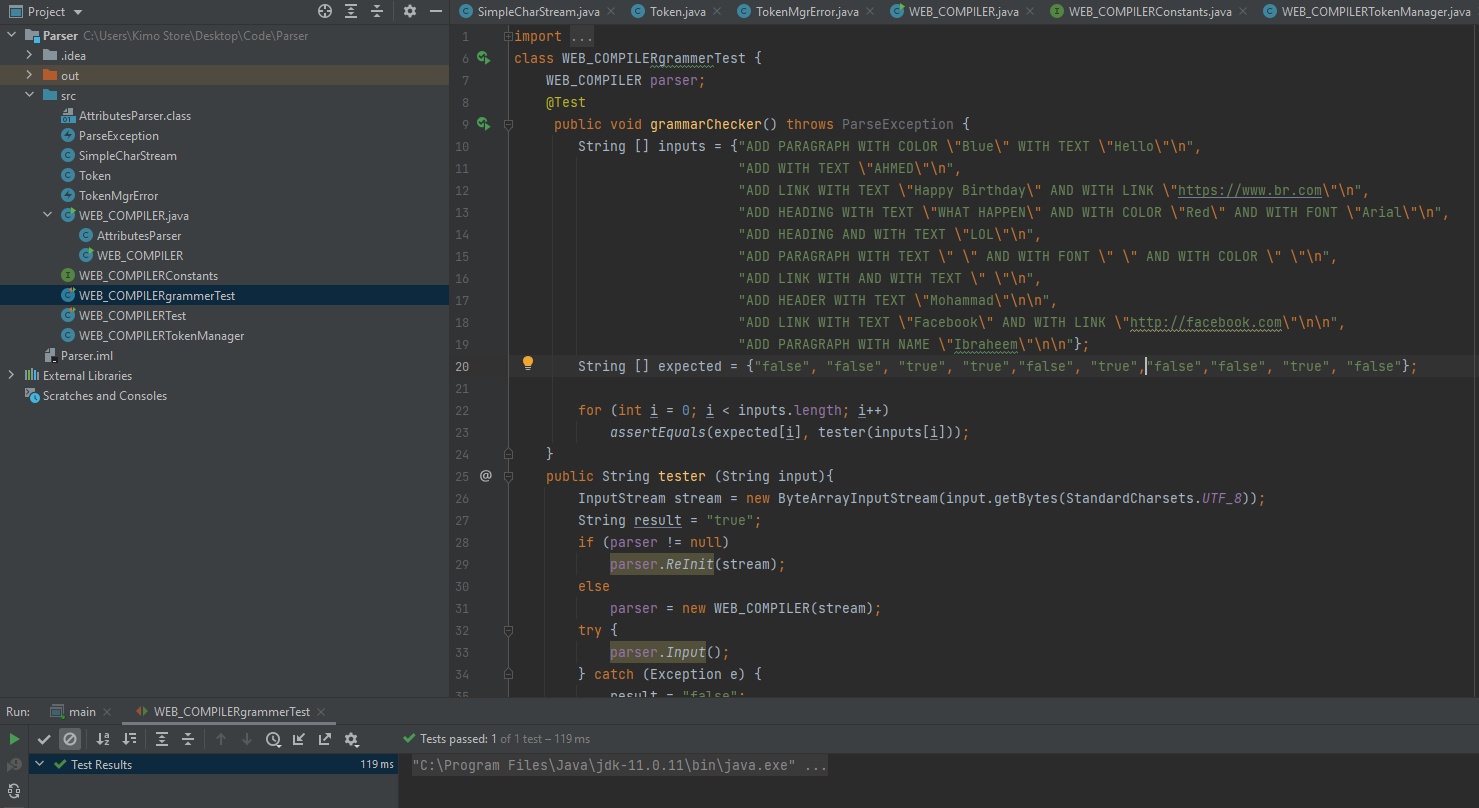 Project
SimpleCharStream.java
Token.java
TokenMgrError.java
WEB_COMPILER.java
WEB_COMPILERConstants.java
WEB_COMPILERTokenManager.java
Parser C:\Users\Kimo Store\Desktop\Code\Parser
.idea
out
src
AttributesParser.class
ParseException
SimpleCharStream
Token
TokenMgrError
WEB_COMPILER.java
AttributesParser
WEB_COMPILER
WEB_COMPILERConstants
WEB_COMPILERgrammerTest
WEB_COMPILERTest
WEB_COMPILERTokenManager
Parser.iml
External Libraries
Scratches and Consoles
1 import ...
6 class WEB_COMPILERgrammerTest {
7 WEB_COMPILER parser;
8 @Test
9 public void grammarChecker() throws ParseException {
10 String [] inputs = {"ADD PARAGRAPH WITH COLOR \"Blue\" WITH TEXT \"Hello\"\n",
11 "ADD WITH TEXT \"AHMED\"\n",
12 "ADD LINK WITH TEXT \"Happy Birthday\" AND WITH LINK \"https://www.br.com\"\n",
13 "ADD HEADING WITH TEXT \"WHAT HAPPEN\" AND WITH COLOR \"Red\" AND WITH FONT \"Arial\"\n",
14 "ADD HEADING AND WITH TEXT \"LOL\"\n",
15 "ADD PARAGRAPH WITH TEXT \" \" AND WITH FONT \" \" AND WITH COLOR \" \"\n",
16 "ADD LINK WITH AND WITH TEXT \" \"\n",
17 "ADD HEADER WITH TEXT \"Mohammad\"\n\n",
18 "ADD LINK WITH TEXT \"Facebook\" AND WITH LINK \"http://facebook.com\"\n\n",
19 "ADD PARAGRAPH WITH NAME \"Ibraheem\"\n\n"};
20 String [] expected = {"false", "false", "true", "true","false", "true","false","false", "true", "false"};
21
22 for (int i = 0; i < inputs.length; i++)
23 assertEquals(expected[i], tester(inputs[i]));
24 }
25 @ public String tester (String input){
26 InputStream stream = new ByteArrayInputStream(input.getBytes(StandardCharsets.UTF_8));
27 String result = "true";
28 if (parser != null)
29 parser.ReInit(stream);
30 else
31 parser = new WEB_COMPILER(stream);
32 try {
33 parser.Input();
34 } catch (Exception e) {
35 result = "false";
Run: main WEB_COMPILERgrammerTest
Tests passed: 1 of 1 test – 119 ms
Test Results 119 ms
"C:\Program Files\Java\jdk-11.0.11\bin\java.exe" ...